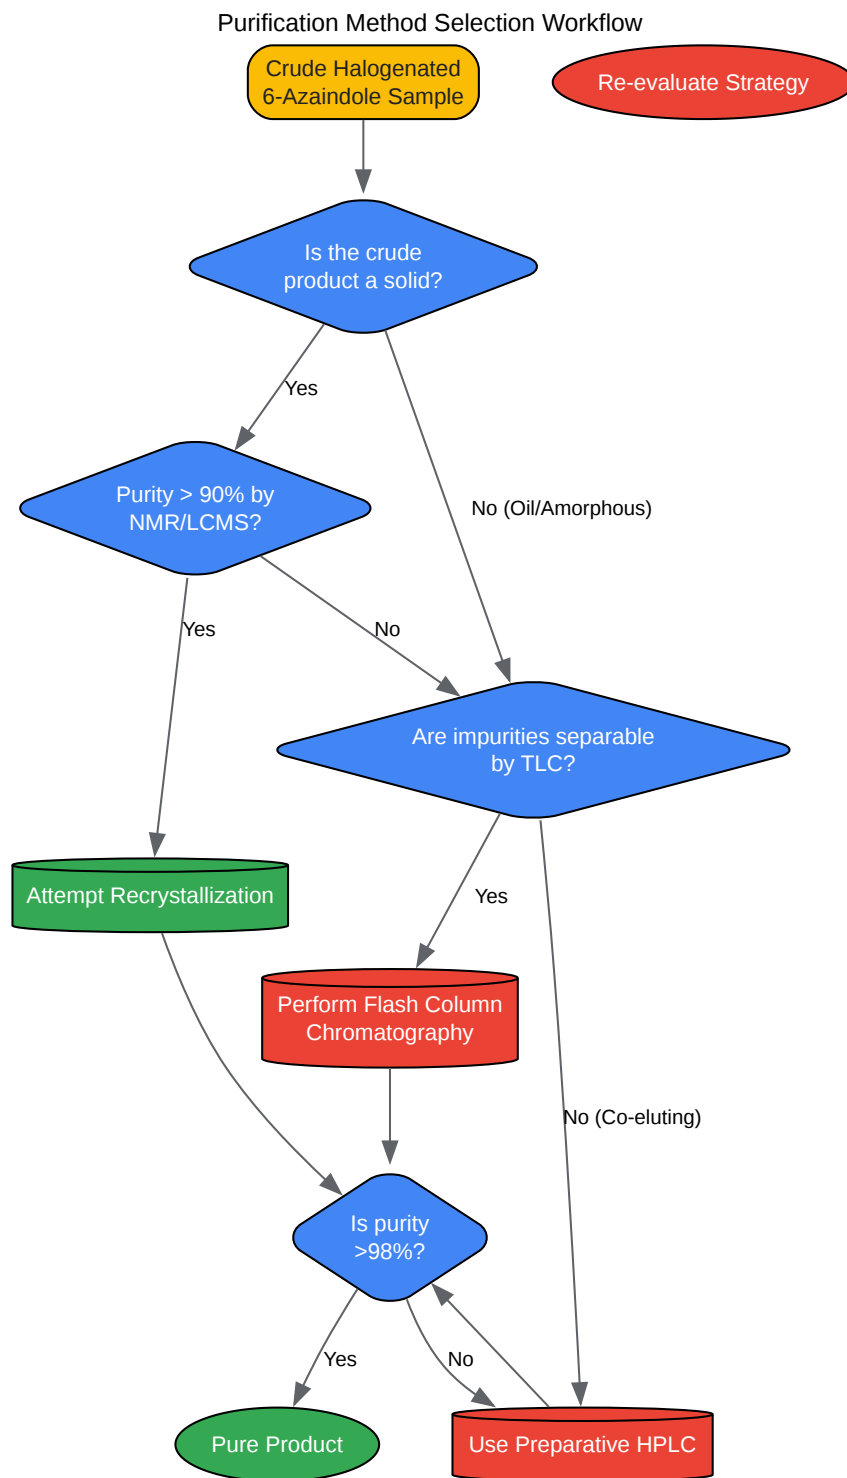 Purification Method Selection Workflow
Crude Halogenated
6-Azaindole Sample
Re-evaluate Strategy
Is the crude
product a solid?
Yes
Purity > 90% by
NMR/LCMS?
No (Oil/Amorphous)
Yes
No
Are impurities separable
by TLC?
Attempt Recrystallization
Yes
Perform Flash Column
Chromatography
No (Co-eluting)
Is purity
>98%?
Yes
No
Pure Product
Use Preparative HPLC